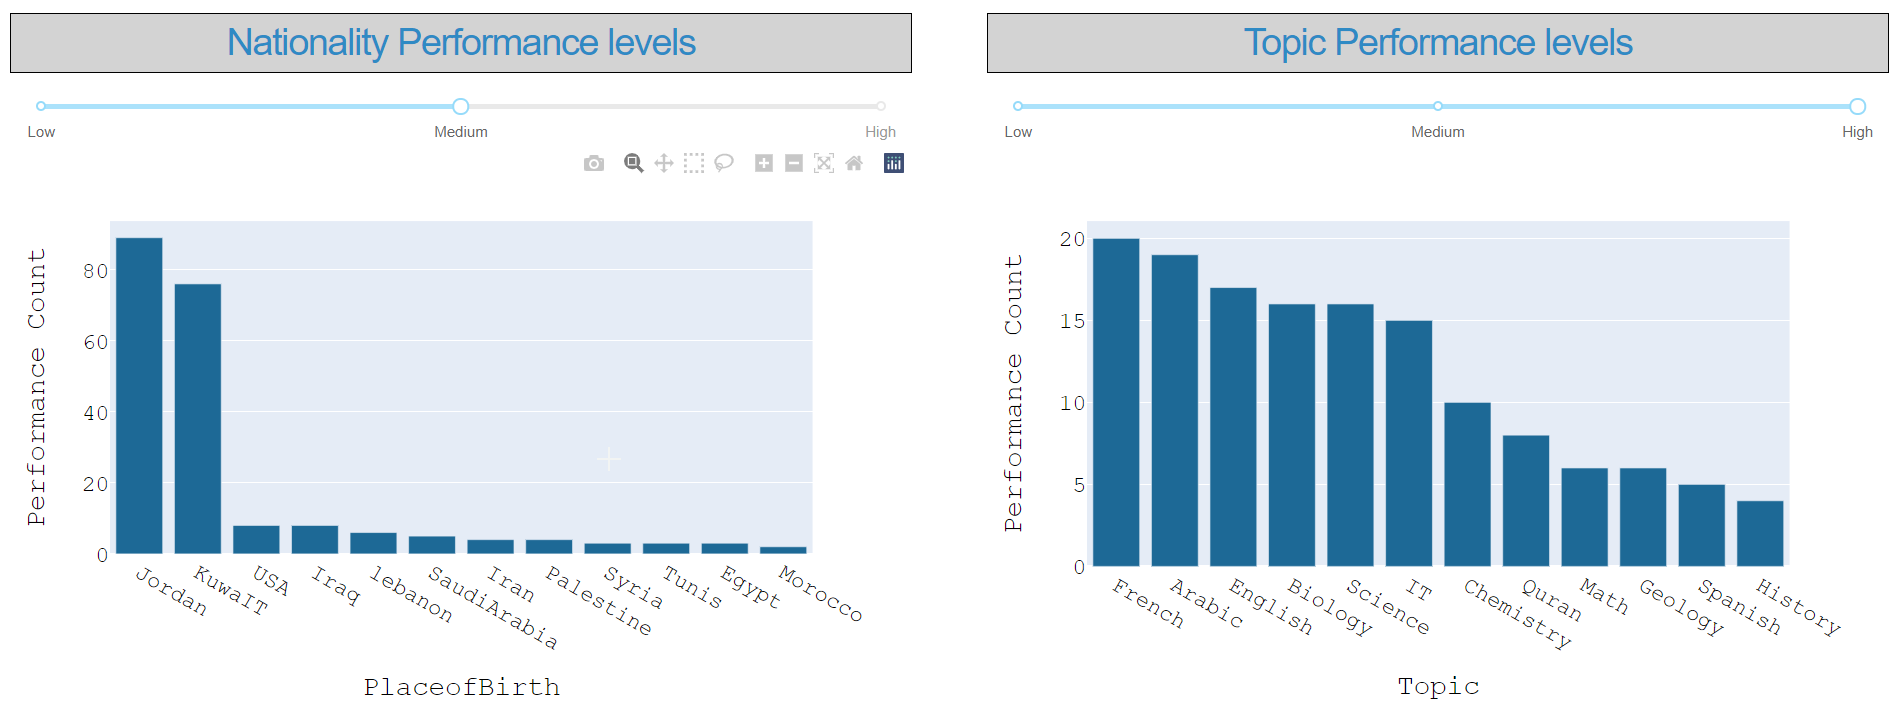 Nationality Performance levels
Low Medium High
Performance Count
80
60
40
20
0
Jordan KuwaIT USA Iraq lebanon SaudiArabia Iran Palestine Syria Tunis Egypt Morocco
PlaceofBirth
Topic Performance levels
Low Medium High
Performance Count
20
15
10
5
0
French Arabic English Biology Science IT Chemistry Quran Math Geology Spanish History
Topic